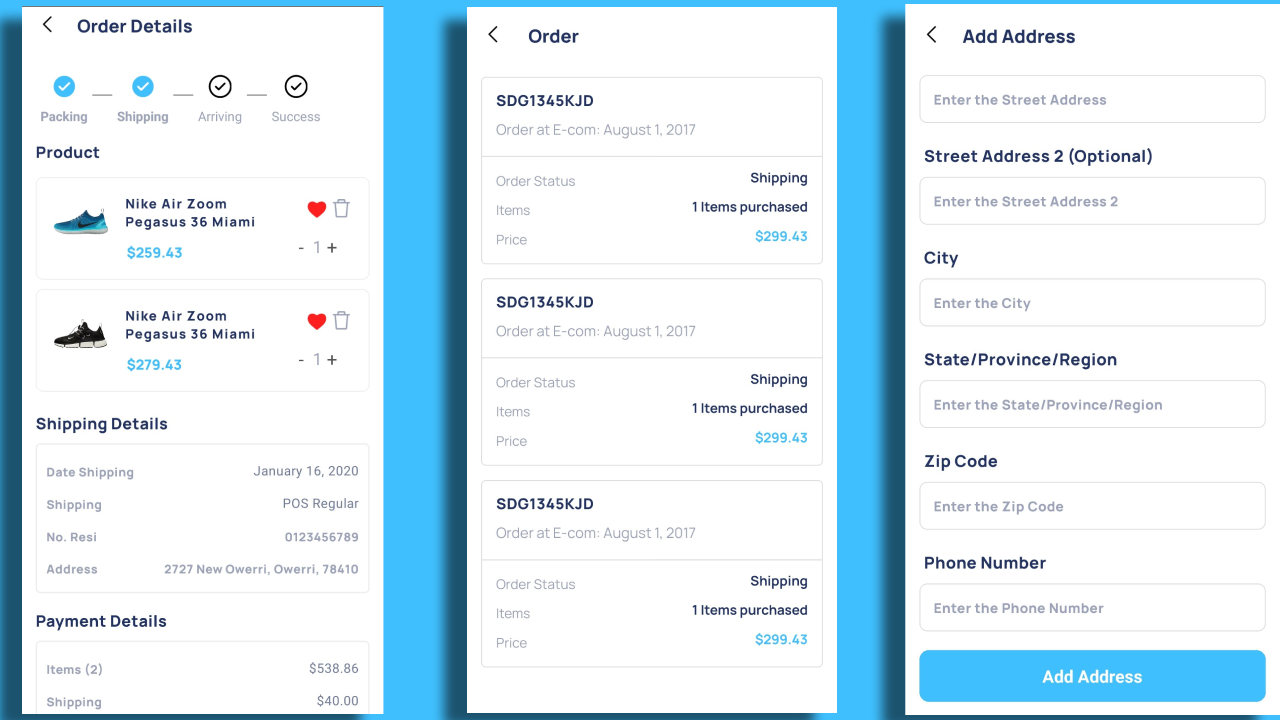 Order Details
Packing Shipping Arriving Success
Product
Nike Air Zoom
Pegasus 36 Miami
$259.43
- 1 +
Nike Air Zoom
Pegasus 36 Miami
$279.43
- 1 +
Shipping Details
Date Shipping January 16, 2020
Shipping POS Regular
No. Resi 0123456789
Address 2727 New Owerri, Owerri, 78410
Payment Details
Items (2) $538.86
Shipping $40.00
Order
SDG1345KJD
Order at E-com: August 1, 2017
Order Status Shipping
Items 1 Items purchased
Price $299.43
SDG1345KJD
Order at E-com: August 1, 2017
Order Status Shipping
Items 1 Items purchased
Price $299.43
SDG1345KJD
Order at E-com: August 1, 2017
Order Status Shipping
Items 1 Items purchased
Price $299.43
Add Address
Enter the Street Address
Street Address 2 (Optional)
Enter the Street Address 2
City
Enter the City
State/Province/Region
Enter the State/Province/Region
Zip Code
Enter the Zip Code
Phone Number
Enter the Phone Number
Add Address